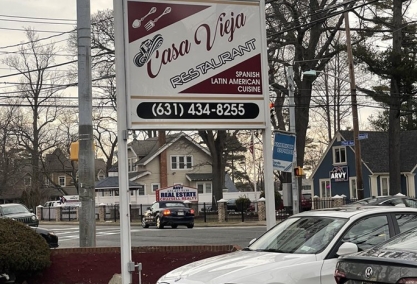 Casa Vieja
RESTAURANT
SPANISH
LATIN AMERICAN
CUISINE
(631) 434-8255
REAL ESTATE
ARVY